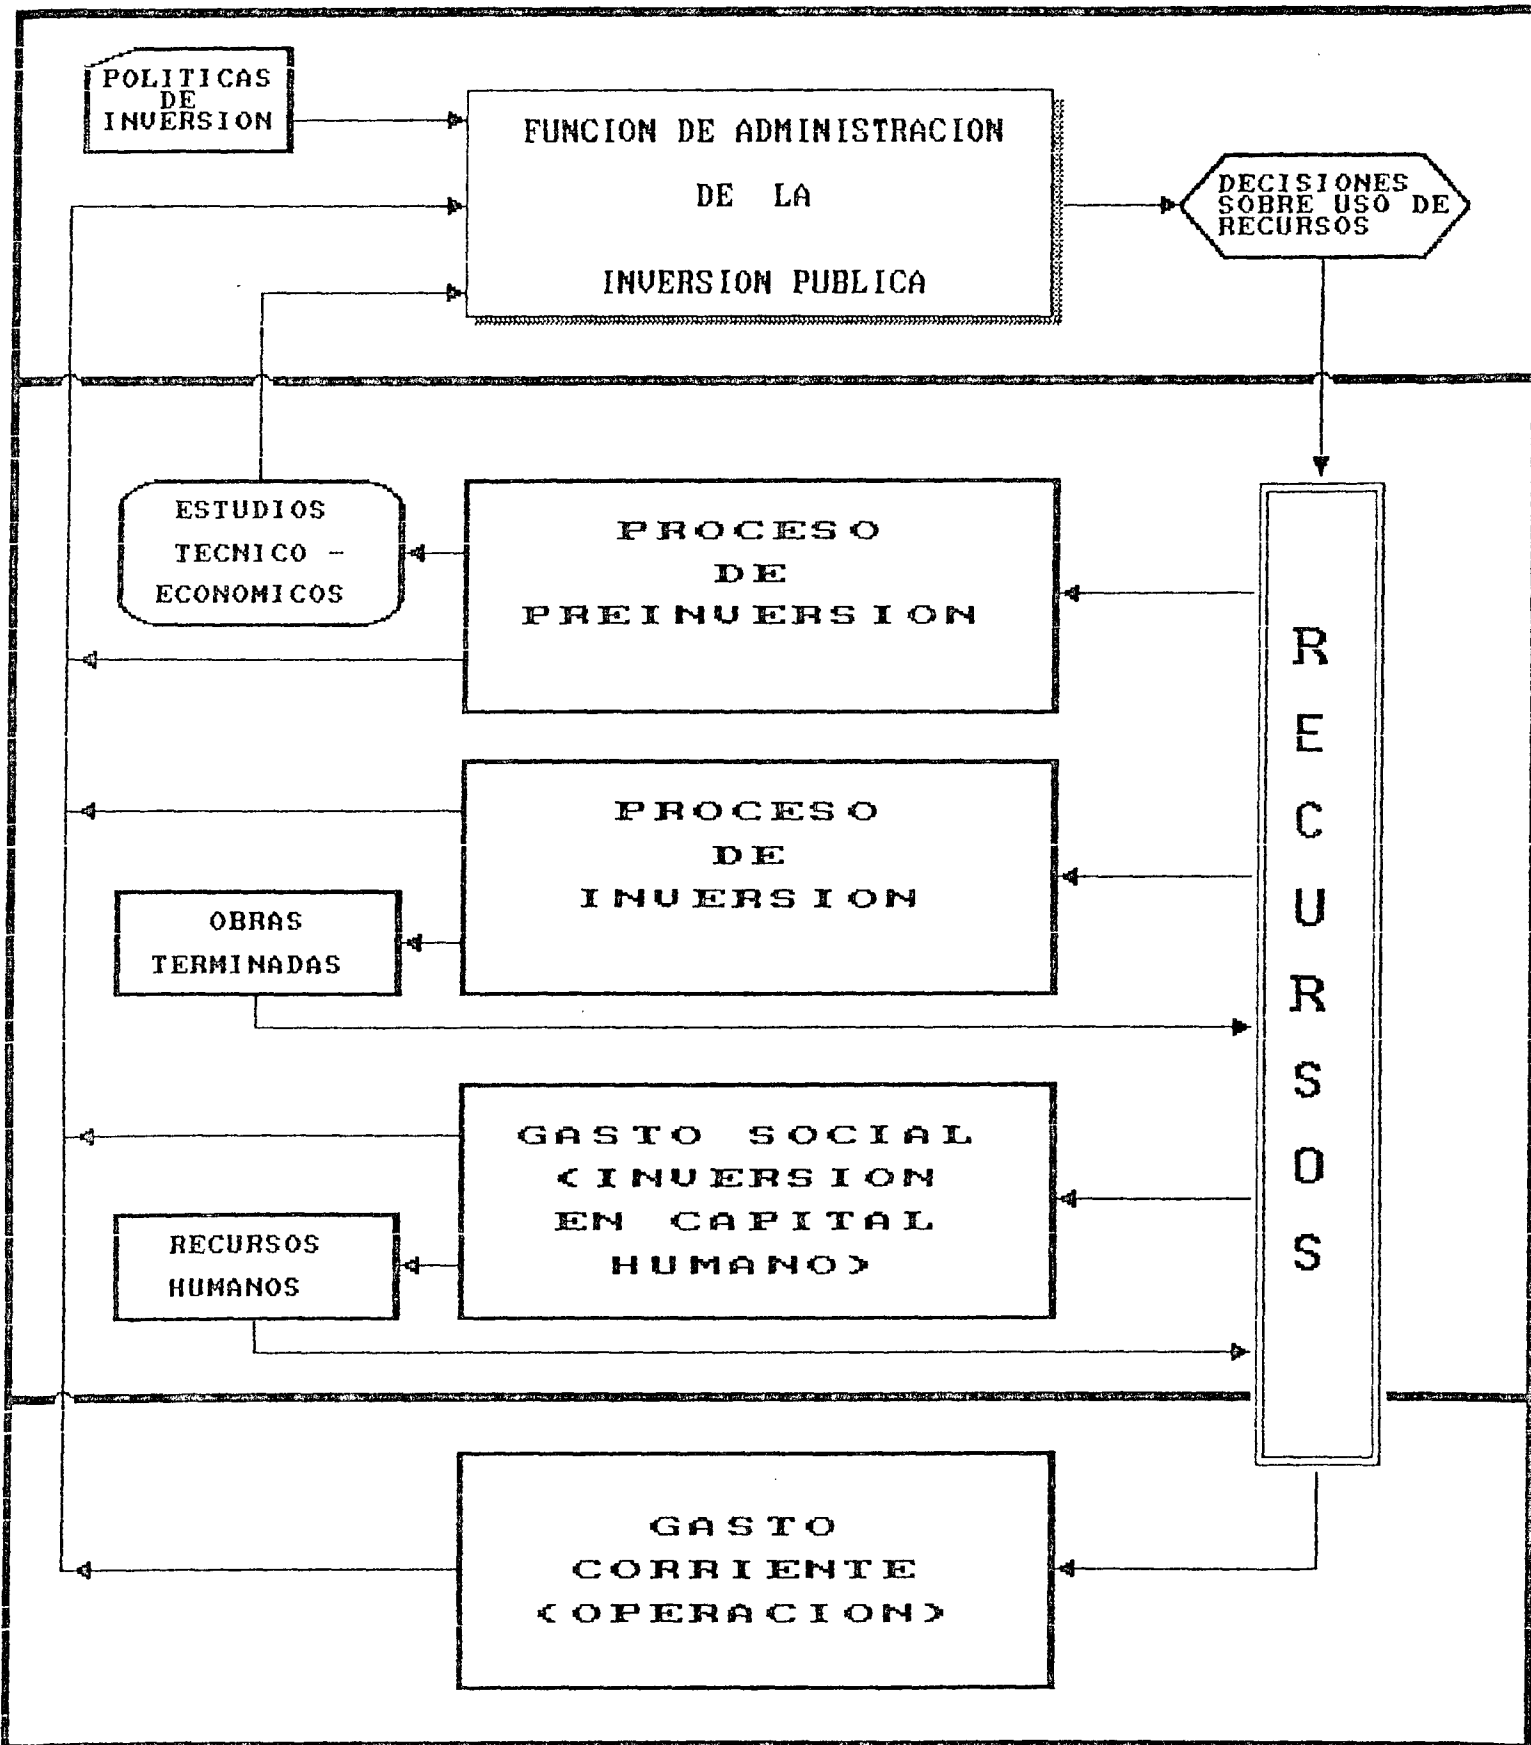 POLITICAS
DE
INVERSION
FUNCION DE ADMINISTRACION
DE LA
INVERSION PUBLICA
DECISIONES
SOBRE USO DE
RECURSOS
ESTUDIOS
TECNICO -
ECONOMICOS
PROCESO
DE
PREINVERSION
PROCESO
DE
INVERSION
OBRAS
TERMINADAS
GASTO SOCIAL
(INVERSION
EN CAPITAL
HUMANO)
RECURSOS
HUMANOS
R
E
C
U
R
S
O
S
GASTO
CORRIENTE
(OPERACION)